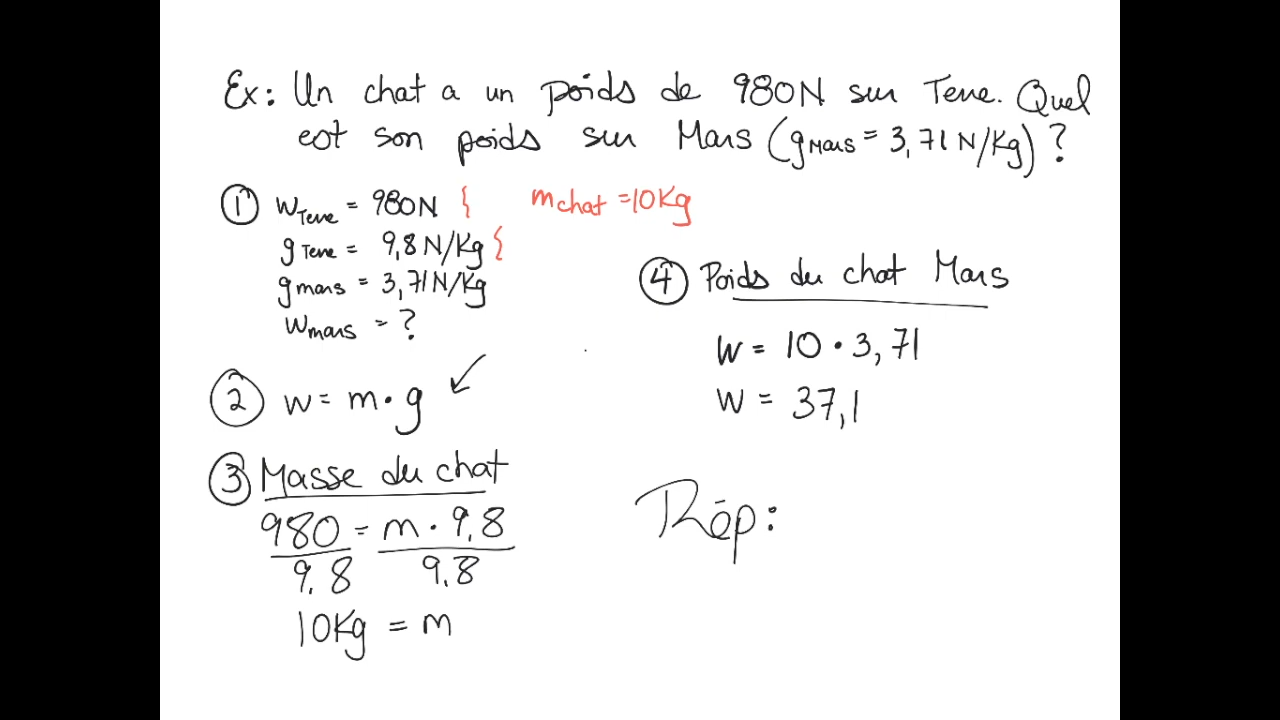 Ex: Un chat a un poids de 980N sur Terre. Quel
est son poids sur Mars (gMars = 3,71 N/Kg) ?
① wTerre = 980N {
mchat = 10Kg
gTerre = 9,8 N/Kg {
gmars = 3,71 N/Kg
wmars = ?
② w = m · g
③ Masse du chat
980 = m · 9,8
9,8 9,8
10Kg = m
④ Poids du chat Mars
W = 10 · 3,71
W = 37,1
Rép: